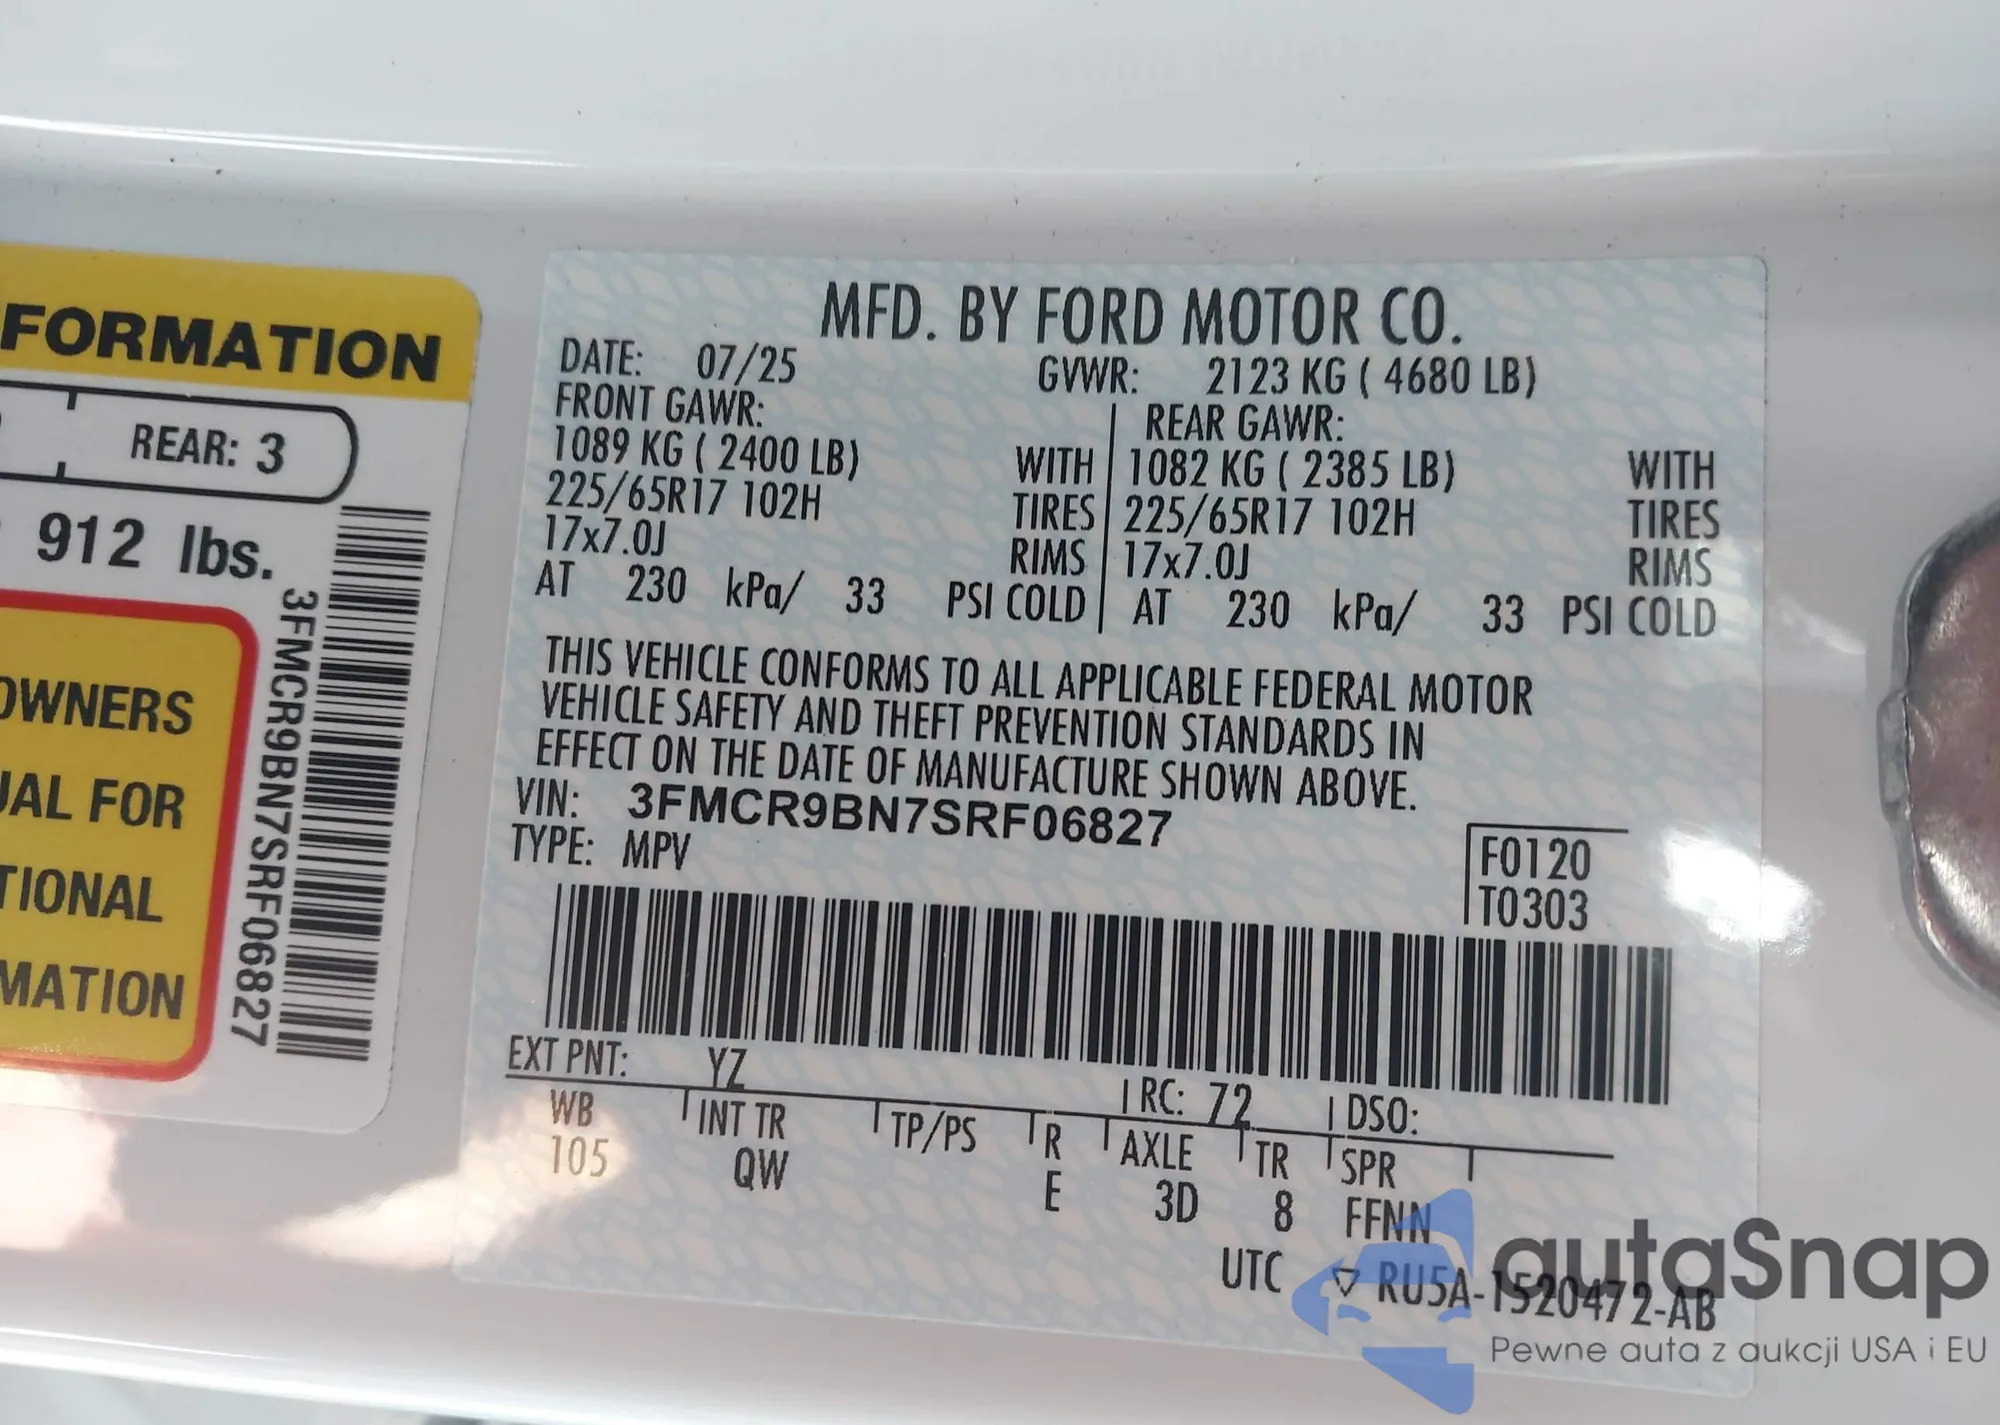 FORMATION
REAR: 3
912 lbs.
OWNERS
UAL FOR
TIONAL
MATION
3FMCR9BN7SRF06827
MFD. BY FORD MOTOR CO.
DATE: 07/25 GVWR: 2123 KG ( 4680 LB)
FRONT GAWR: REAR GAWR:
1089 KG ( 2400 LB) WITH 1082 KG ( 2385 LB) WITH
225/65R17 102H TIRES 225/65R17 102H TIRES
17x7.0J RIMS 17x7.0J RIMS
AT 230 kPa/ 33 PSI COLD AT 230 kPa/ 33 PSI COLD
THIS VEHICLE CONFORMS TO ALL APPLICABLE FEDERAL MOTOR
VEHICLE SAFETY AND THEFT PREVENTION STANDARDS IN
EFFECT ON THE DATE OF MANUFACTURE SHOWN ABOVE.
VIN: 3FMCR9BN7SRF06827
TYPE: MPV
F0120
T0303
EXT PNT: YZ RC: 72 DSO:
WB INT TR TP/PS R AXLE TR SPR
105 QW E 3D 8 FFNN
UTC RU5A-1520472-AB
autaSnap
Pewne auta z aukcji USA i EU